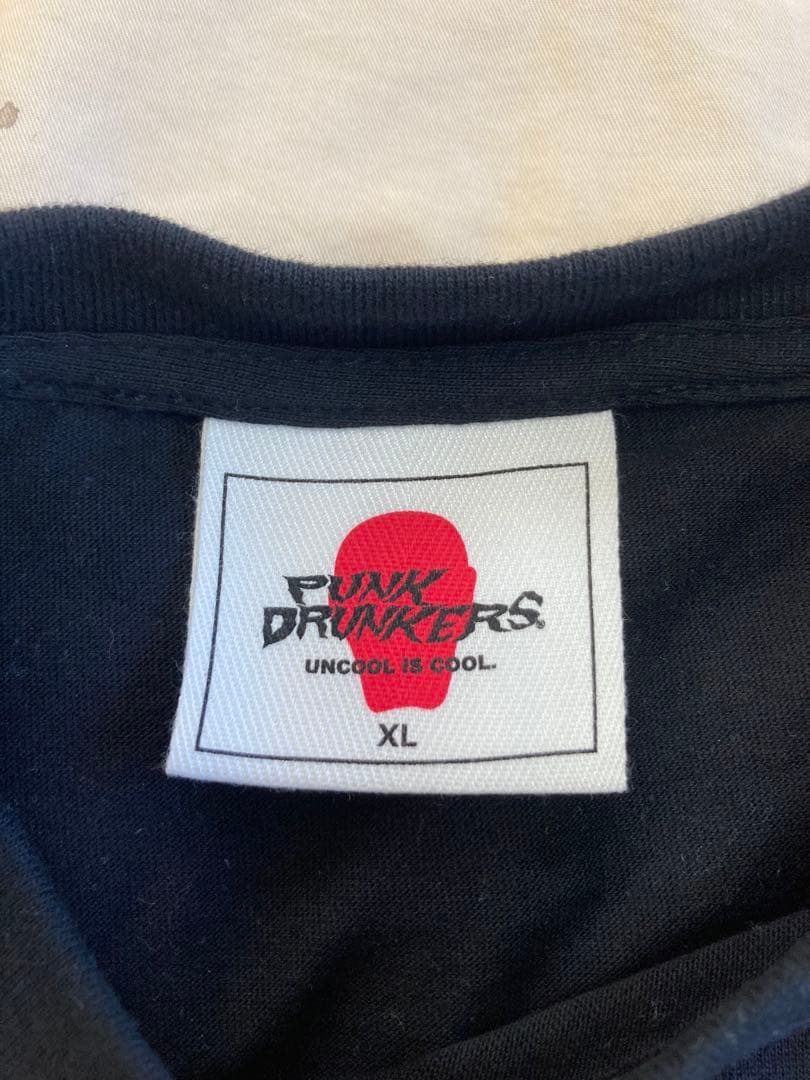 PUNK
DRUNKERS.
UNCOOL IS COOL.
XL